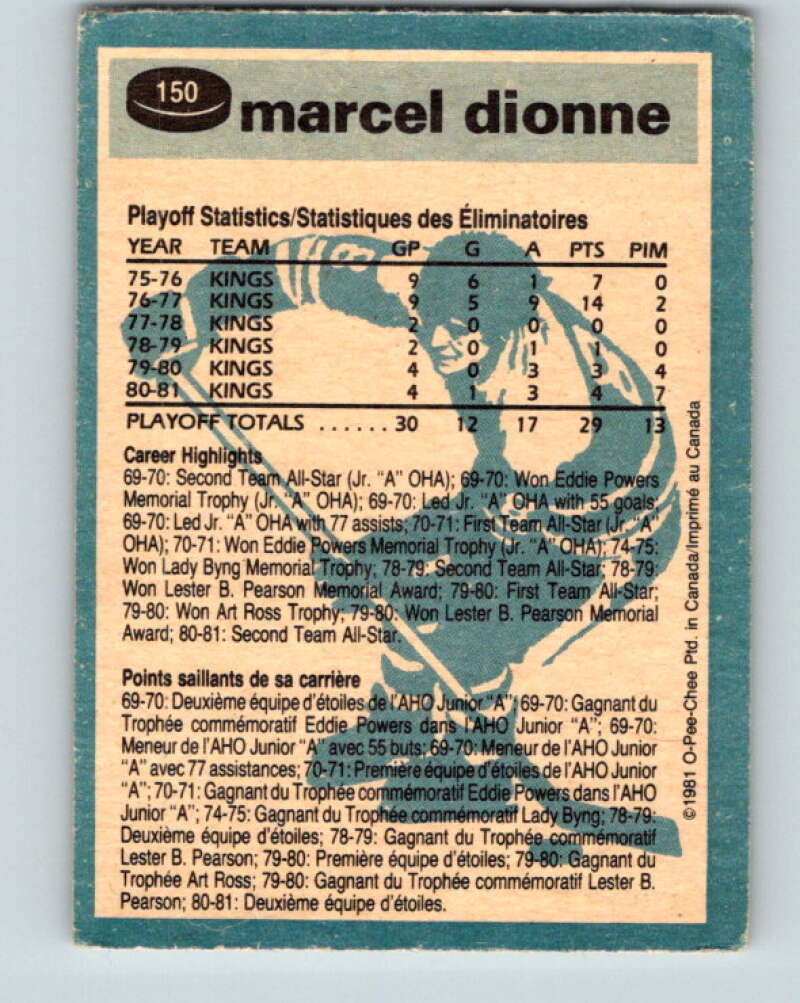 150
marcel dionne
Playoff Statistics/Statistiques des Éliminatoires
YEAR TEAM GP G A PTS PIM
75-76 KINGS 9 6 1 7 0
76-77 KINGS 9 5 9 14 2
77-78 KINGS 2 0 0 0 0
78-79 KINGS 2 0 1 1 0
79-80 KINGS 4 0 3 3 4
80-81 KINGS 4 1 3 4 7
PLAYOFF TOTALS ...... 30 12 17 29 13
Career Highlights
69-70: Second Team All-Star (Jr. "A" OHA); 69-70: Won Eddie Powers
Memorial Trophy (Jr. "A" OHA); 69-70: Led Jr. "A" OHA with 55 goals;
69-70: Led Jr. "A" OHA with 77 assists; 70-71: First Team All-Star (Jr. "A"
OHA); 70-71: Won Eddie Powers Memorial Trophy (Jr. "A" OHA); 74-75:
Won Lady Byng Memorial Trophy; 78-79: Second Team All-Star; 78-79:
Won Lester B. Pearson Memorial Award; 79-80: First Team All-Star;
79-80: Won Art Ross Trophy; 79-80: Won Lester B. Pearson Memorial
Award; 80-81: Second Team All-Star.
Points saillants de sa carrière
69-70: Deuxième équipe d'étoiles de l'AHO Junior "A"; 69-70: Gagnant du
Trophée commémoratif Eddie Powers dans l'AHO Junior "A"; 69-70:
Meneur de l'AHO Junior "A" avec 55 buts; 69-70: Meneur de l'AHO Junior
"A" avec 77 assistances; 70-71: Première équipe d'étoiles de l'AHO Junior
"A"; 70-71: Gagnant du Trophée commémoratif Eddie Powers dans l'AHO
Junior "A"; 74-75: Gagnant du Trophée commémoratif Lady Byng; 78-79:
Deuxième équipe d'étoiles; 78-79: Gagnant du Trophée commémoratif
Lester B. Pearson; 79-80: Première équipe d'étoiles; 79-80: Gagnant du
Trophée Art Ross; 79-80: Gagnant du Trophée commémoratif Lester B.
Pearson; 80-81: Deuxième équipe d'étoiles.
©1981 O-Pee-Chee Ptd. in Canada/Imprimé au Canada